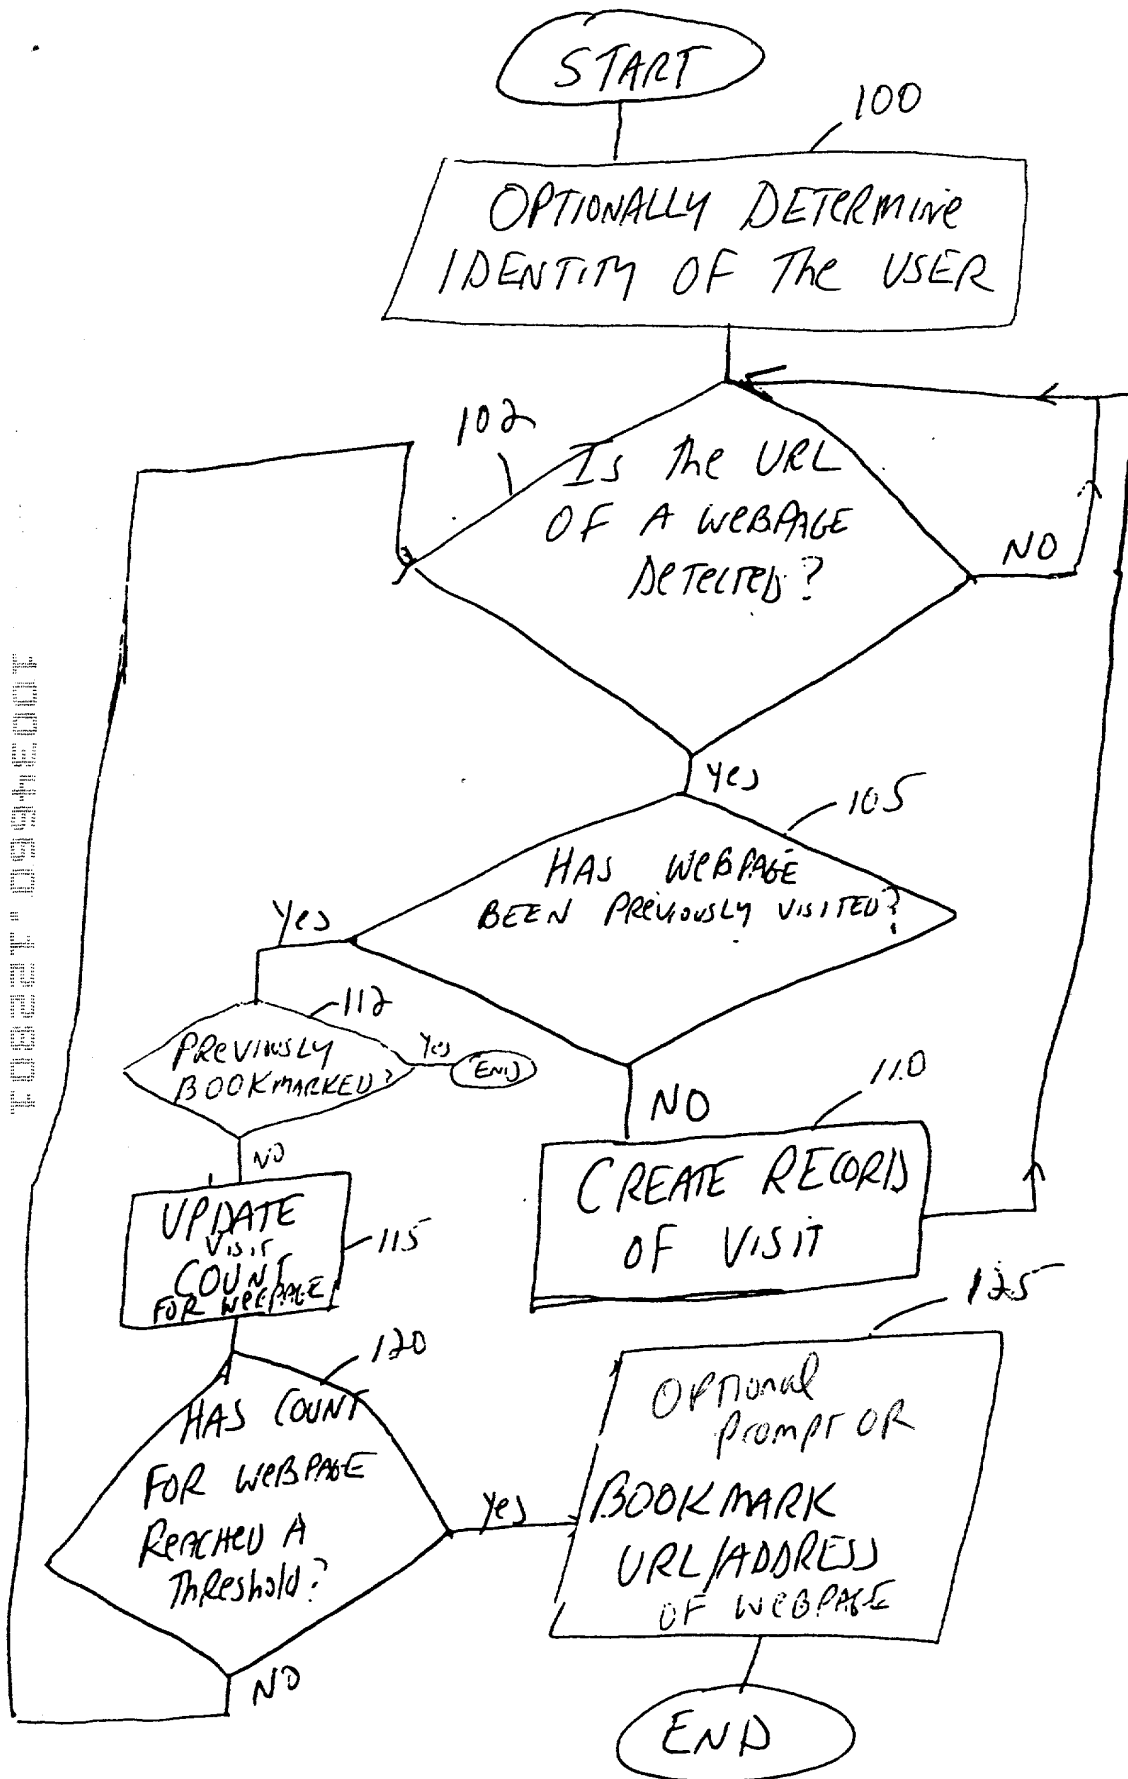 START
100
OPTIONALLY DETERMINE
IDENTITY OF The USER
102
Is the URL
OF A WEBPAGE
DETECTED?
NO
Yes
105
HAS WEBPAGE
BEEN PREVIOUSLY VISITED?
Yes
112
PREVIOUSLY
BOOKMARKED?
Yes
END
NO
110
NO
CREATE RECORD
OF VISIT
UPDATE
VISIT
COUNT
FOR WEBPAGE
115
125
120
HAS COUNT
FOR WEBPAGE
REACHED A
Threshold?
Yes
NO
OPTIONAL
Prompt OR
BOOKMARK
URL/ADDRESS
OF WEBPAGE
END